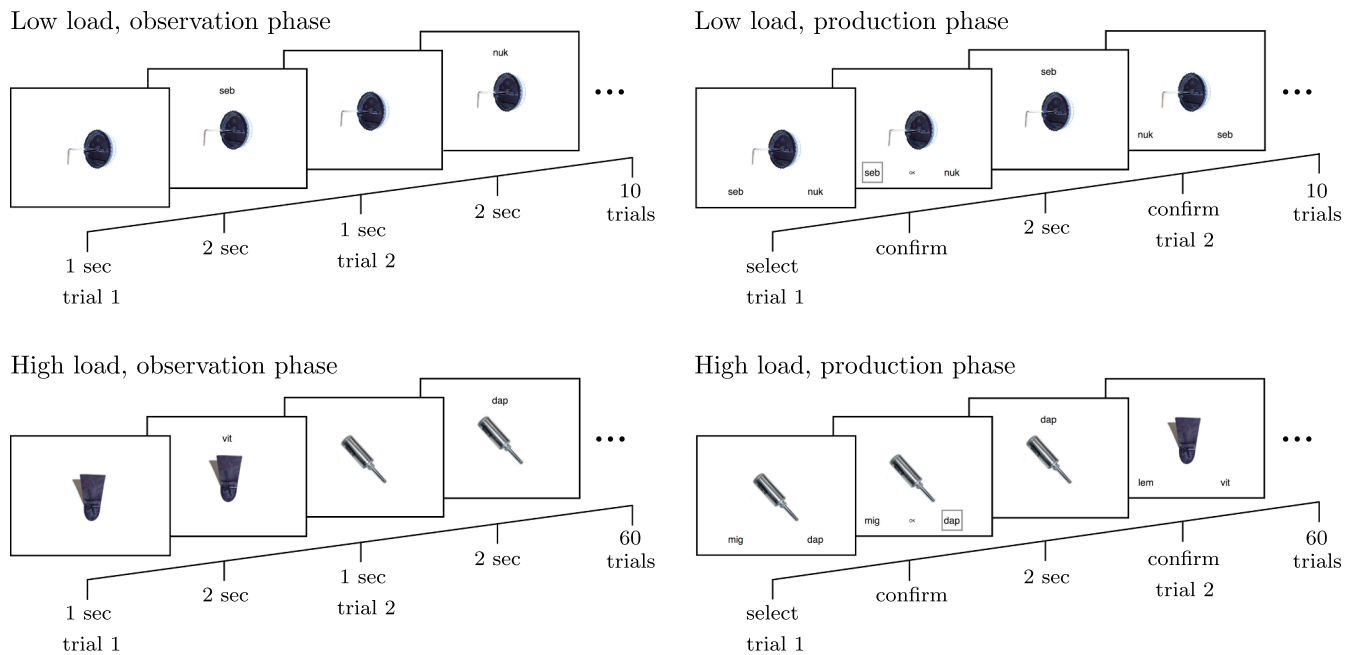 Low load, observation phase
nuk
seb
1 sec
trial 1
2 sec
1 sec
trial 2
2 sec
10
trials
Low load, production phase
seb
nuk
seb
seb
nuk
seb
OK
nuk
select
trial 1
confirm
2 sec
confirm
trial 2
10
trials
High load, observation phase
dap
vit
1 sec
trial 1
2 sec
1 sec
trial 2
2 sec
60
trials
High load, production phase
dap
lem
vit
mig
OK
dap
mig
dap
select
trial 1
confirm
2 sec
confirm
trial 2
60
trials